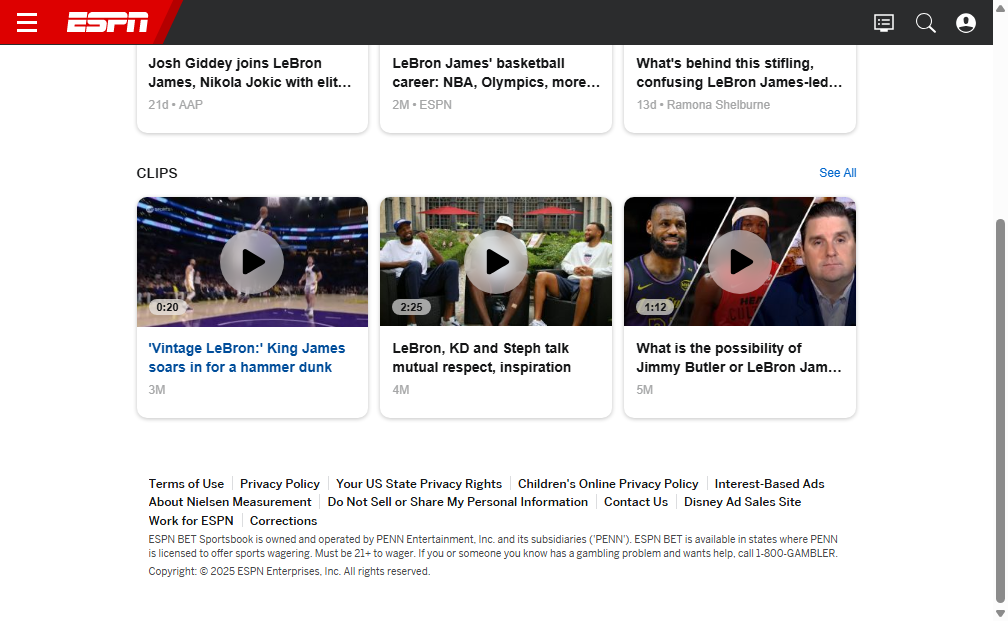 ESPN
Josh Giddey joins LeBron
James, Nikola Jokic with elit...
21d • AAP
LeBron James' basketball
career: NBA, Olympics, more...
2M • ESPN
What's behind this stifling,
confusing LeBron James-led...
13d • Ramona Shelburne
CLIPS
See All
0:20
'Vintage LeBron:' King James
soars in for a hammer dunk
3M
2:25
LeBron, KD and Steph talk
mutual respect, inspiration
4M
1:12
What is the possibility of
Jimmy Butler or LeBron Jam...
5M
Terms of Use
Privacy Policy
Your US State Privacy Rights
Children's Online Privacy Policy
Interest-Based Ads
About Nielsen Measurement
Do Not Sell or Share My Personal Information
Contact Us
Disney Ad Sales Site
Work for ESPN
Corrections
ESPN BET Sportsbook is owned and operated by PENN Entertainment, Inc. and its subsidiaries ('PENN'). ESPN BET is available in states where PENN
is licensed to offer sports wagering. Must be 21+ to wager. If you or someone you know has a gambling problem and wants help, call 1-800-GAMBLER.
Copyright: © 2025 ESPN Enterprises, Inc. All rights reserved.